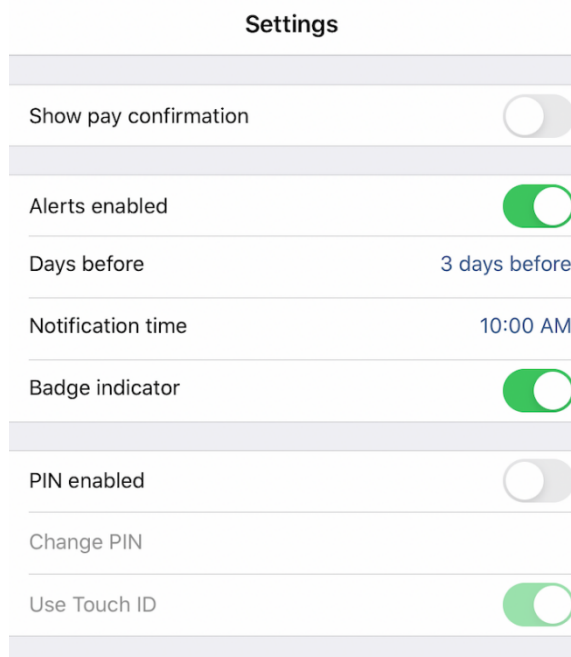 Settings
Show pay confirmation
Alerts enabled
Days before 3 days before
Notification time 10:00 AM
Badge indicator
PIN enabled
Change PIN
Use Touch ID